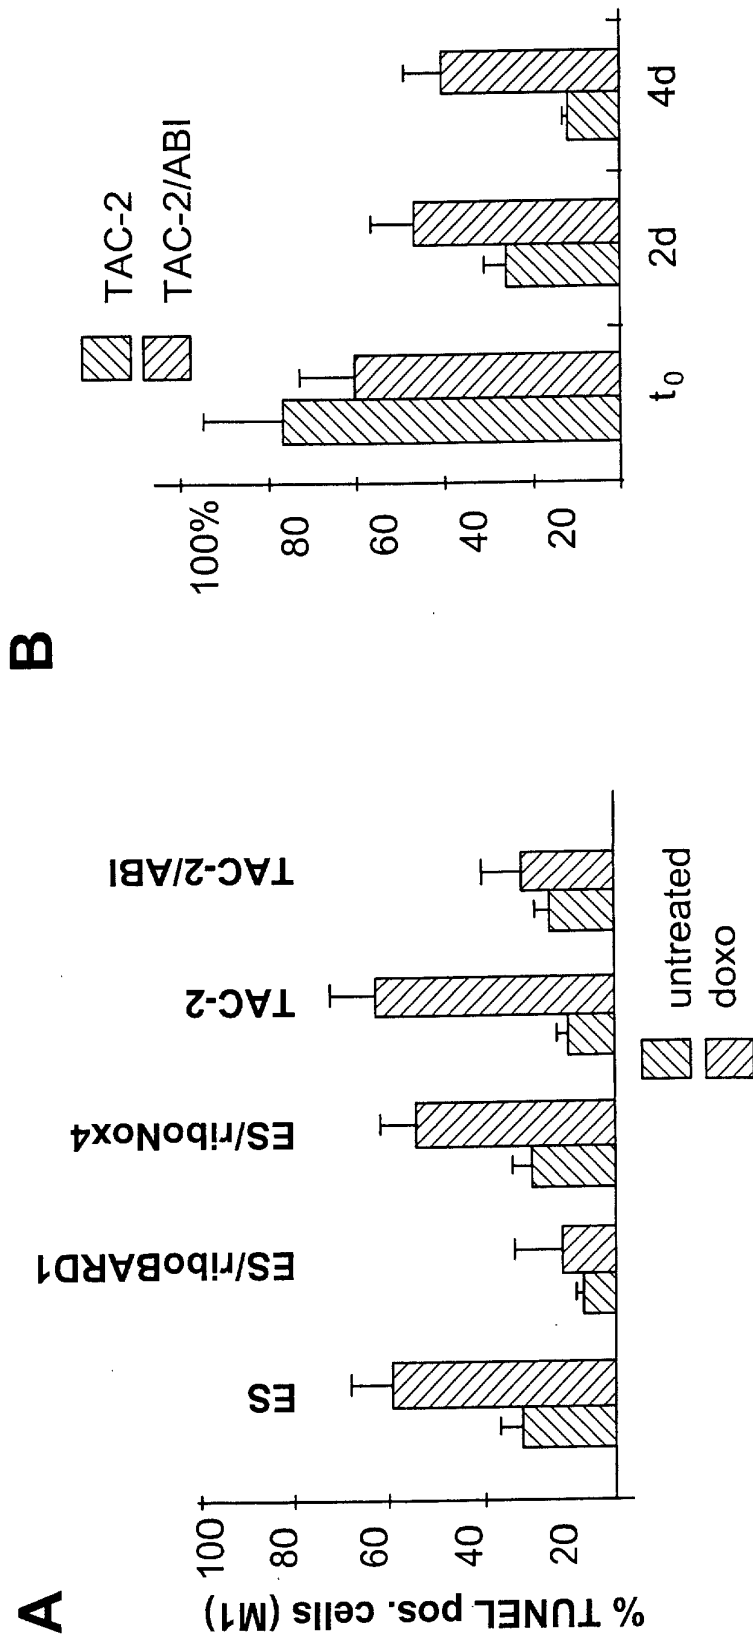 A
% TUNEL pos. cells (M1)
100
80
60
40
20
ES
ES/riboBARD1
ES/riboNox4
TAC-2
TAC-2/ABI
untreated
doxo
B
TAC-2
TAC-2/ABI
100%
80
60
40
20
t₀
2d
4d